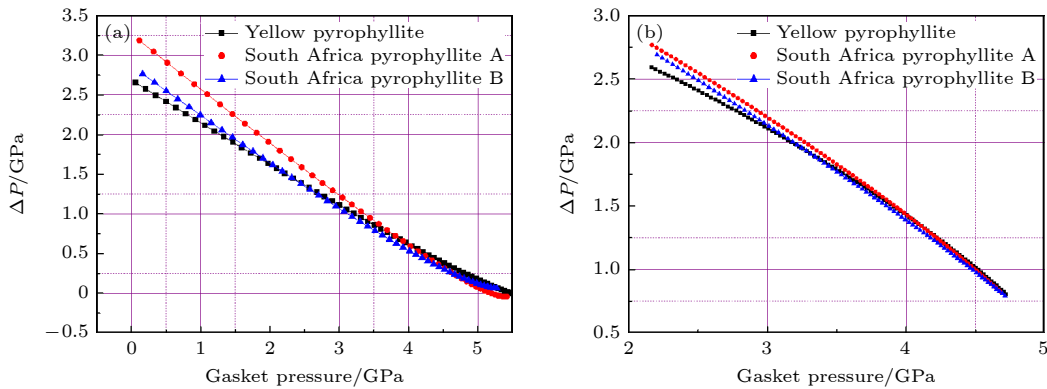 (a)
Yellow pyrophyllite
South Africa pyrophyllite A
South Africa pyrophyllite B
3.5
3.0
2.5
2.0
1.5
1.0
0.5
0
−0.5
ΔP/GPa
0 1 2 3 4 5
Gasket pressure/GPa
(b)
Yellow pyrophyllite
South Africa pyrophyllite A
South Africa pyrophyllite B
3.0
2.5
2.0
1.5
1.0
0.5
ΔP/GPa
2 3 4 5
Gasket pressure/GPa